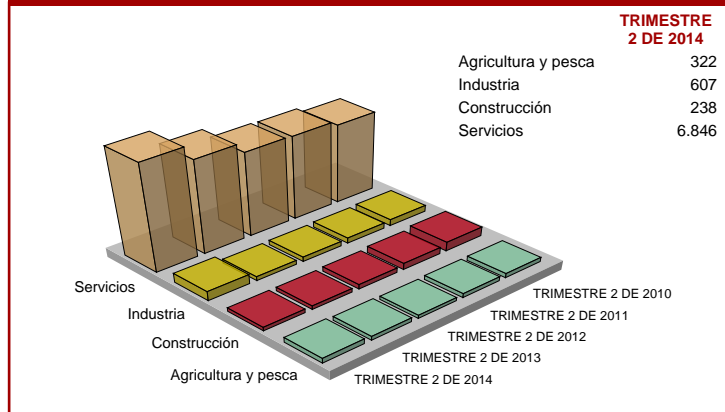 TRIMESTRE
2 DE 2014
Agricultura y pesca 322
Industria 607
Construcción 238
Servicios 6.846
Servicios
Industria
Construcción
Agricultura y pesca
TRIMESTRE 2 DE 2010
TRIMESTRE 2 DE 2011
TRIMESTRE 2 DE 2012
TRIMESTRE 2 DE 2013
TRIMESTRE 2 DE 2014